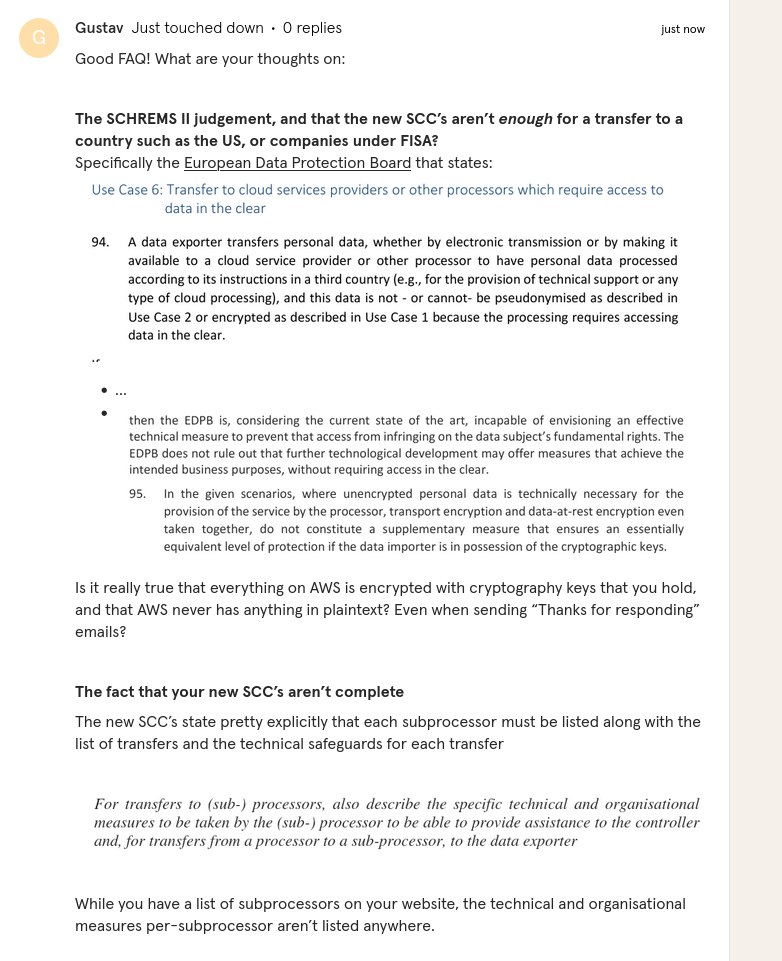 G
Gustav Just touched down • 0 replies just now
Good FAQ! What are your thoughts on:
The SCHREMS II judgement, and that the new SCC’s aren’t enough for a transfer to a
country such as the US, or companies under FISA?
Specifically the European Data Protection Board that states:
Use Case 6: Transfer to cloud services providers or other processors which require access to
data in the clear
94. A data exporter transfers personal data, whether by electronic transmission or by making it
available to a cloud service provider or other processor to have personal data processed
according to its instructions in a third country (e.g., for the provision of technical support or any
type of cloud processing), and this data is not - or cannot- be pseudonymised as described in
Use Case 2 or encrypted as described in Use Case 1 because the processing requires accessing
data in the clear.
• ...
•
then the EDPB is, considering the current state of the art, incapable of envisioning an effective
technical measure to prevent that access from infringing on the data subject’s fundamental rights. The
EDPB does not rule out that further technological development may offer measures that achieve the
intended business purposes, without requiring access in the clear.
95. In the given scenarios, where unencrypted personal data is technically necessary for the
provision of the service by the processor, transport encryption and data-at-rest encryption even
taken together, do not constitute a supplementary measure that ensures an essentially
equivalent level of protection if the data importer is in possession of the cryptographic keys.
Is it really true that everything on AWS is encrypted with cryptography keys that you hold,
and that AWS never has anything in plaintext? Even when sending “Thanks for responding”
emails?
The fact that your new SCC’s aren’t complete
The new SCC’s state pretty explicitly that each subprocessor must be listed along with the
list of transfers and the technical safeguards for each transfer
For transfers to (sub-) processors, also describe the specific technical and organisational
measures to be taken by the (sub-) processor to be able to provide assistance to the controller
and, for transfers from a processor to a sub-processor, to the data exporter
While you have a list of subprocessors on your website, the technical and organisational
measures per-subprocessor aren’t listed anywhere.